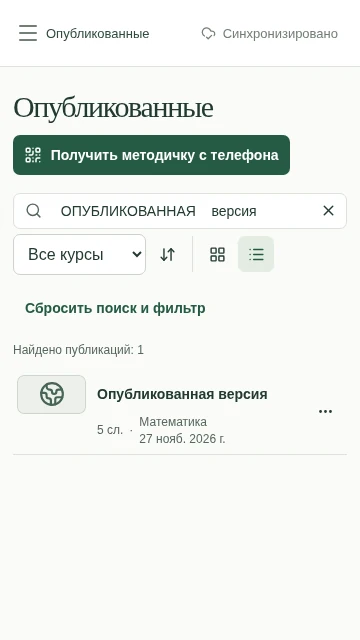 Опубликованные
Синхронизировано
Опубликованные
Получить методичку с телефона
ОПУБЛИКОВАННАЯ версия
Все курсы
Сбросить поиск и фильтр
Найдено публикаций: 1
Опубликованная версия
5 сл. · Математика
27 нояб. 2026 г.